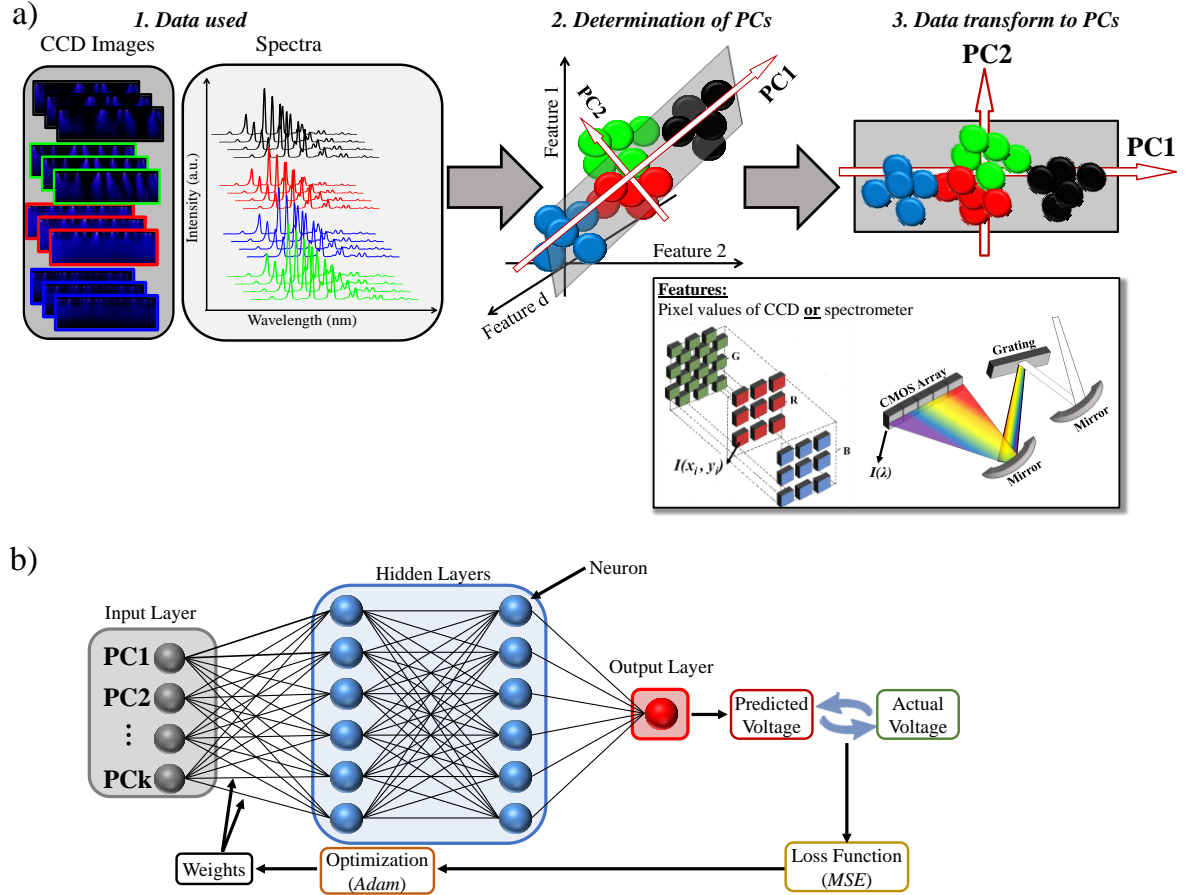 a)
1. Data used
CCD Images
Spectra
Intensity (a.u.)
Wavelength (nm)
2. Determination of PCs
Feature 1
PC2
PC1
Feature 2
Feature d
3. Data transform to PCs
PC2
PC1
Features:
Pixel values of CCD or spectrometer
G
R
B
I(xi , yi)
CMOS Array
Grating
Mirror
Mirror
I(λ)
b)
Input Layer
PC1
PC2
...
PCk
Hidden Layers
Neuron
Output Layer
Predicted
Voltage
Actual
Voltage
Weights
Optimization
(Adam)
Loss Function
(MSE)